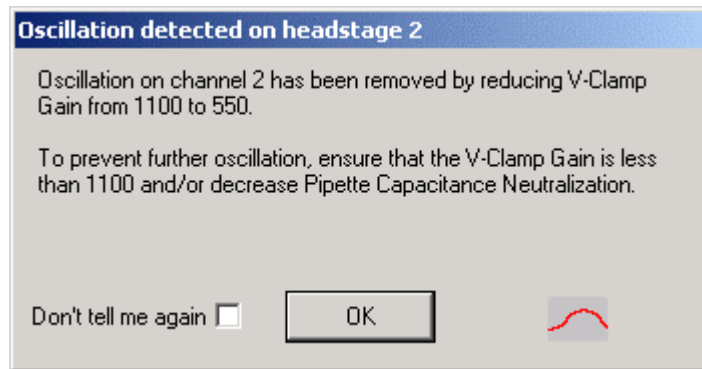 Oscillation detected on headstage 2
Oscillation on channel 2 has been removed by reducing V-Clamp
Gain from 1100 to 550.
To prevent further oscillation, ensure that the V-Clamp Gain is less
than 1100 and/or decrease Pipette Capacitance Neutralization.
Don't tell me again
OK